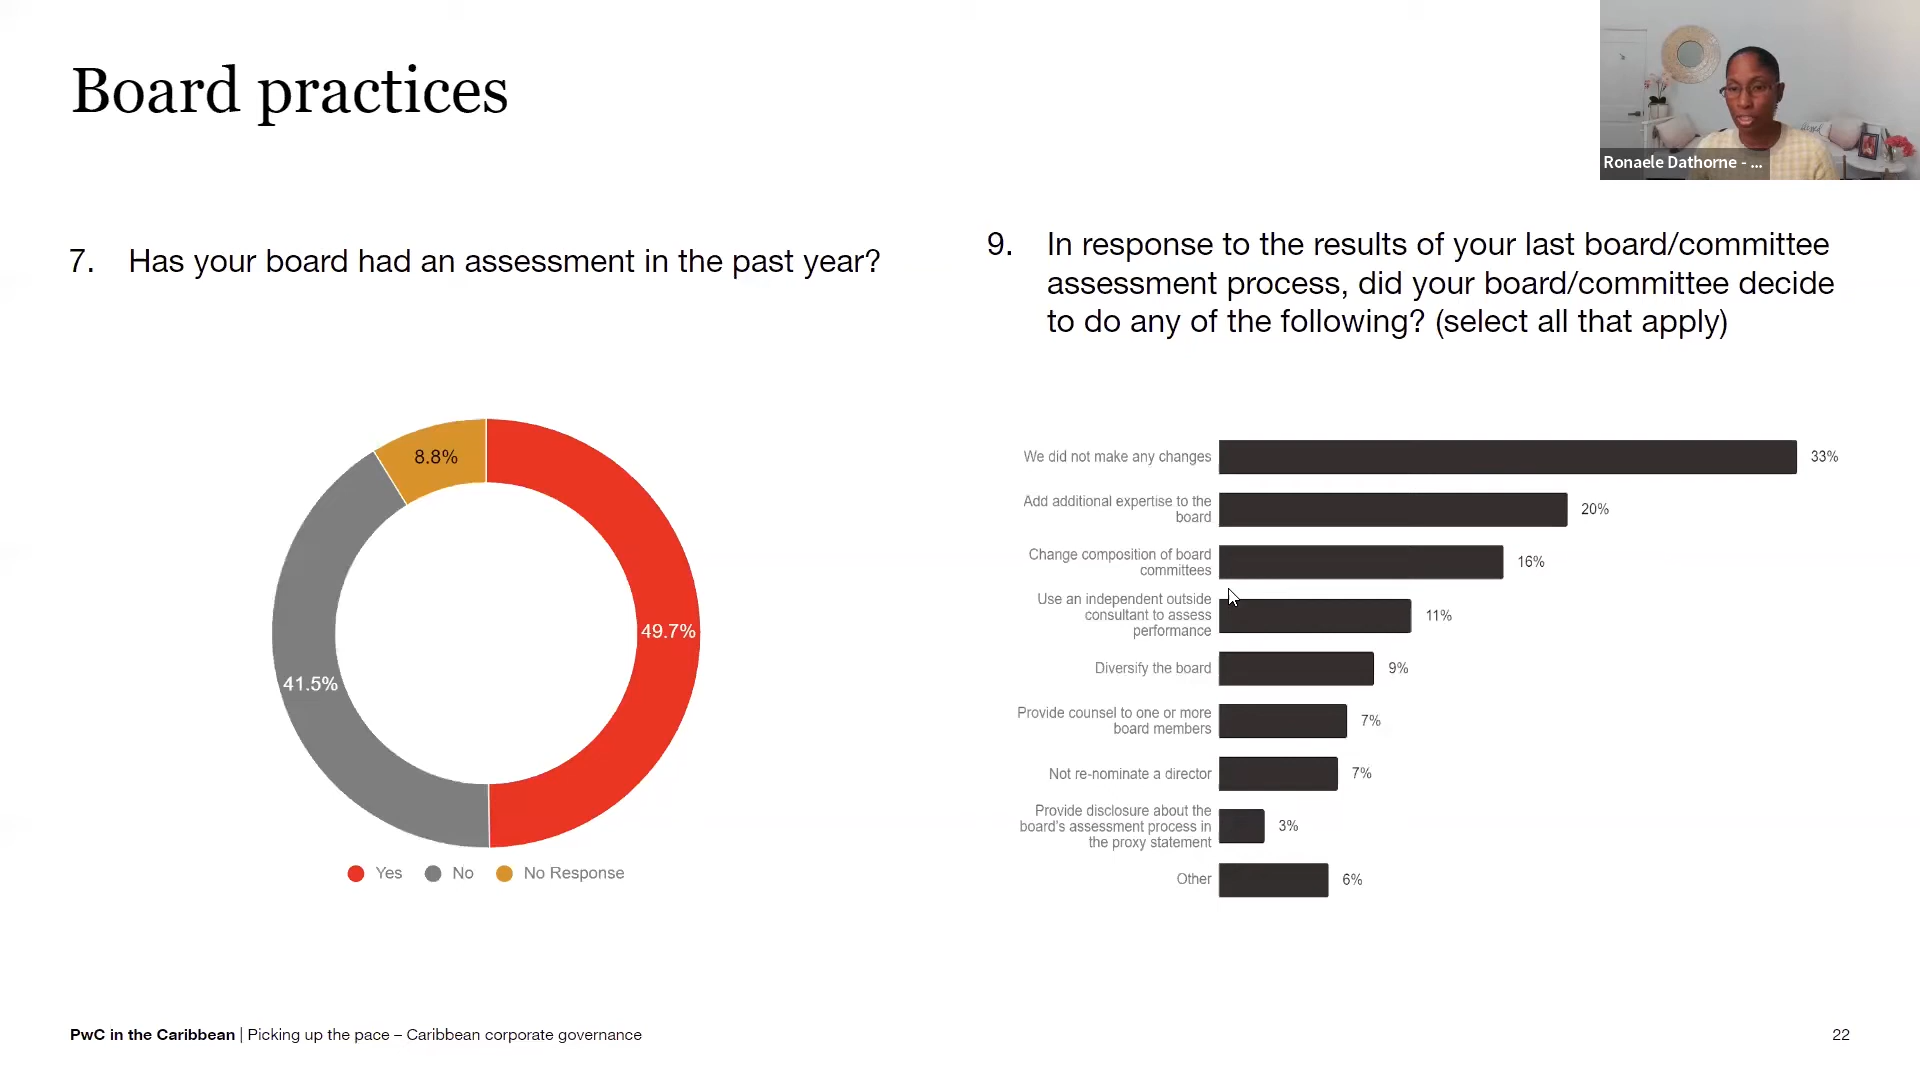 Board practices
Ronaele Dathorne - ...
7. Has your board had an assessment in the past year?
8.8%
49.7%
41.5%
Yes
No
No Response
9. In response to the results of your last board/committee
assessment process, did your board/committee decide
to do any of the following? (select all that apply)
We did not make any changes
33%
Add additional expertise to the
board
20%
Change composition of board
committees
16%
Use an independent outside
consultant to assess
performance
11%
Diversify the board
9%
Provide counsel to one or more
board members
7%
Not re-nominate a director
7%
Provide disclosure about the
board's assessment process in
the proxy statement
3%
Other
6%
PwC in the Caribbean | Picking up the pace – Caribbean corporate governance
22